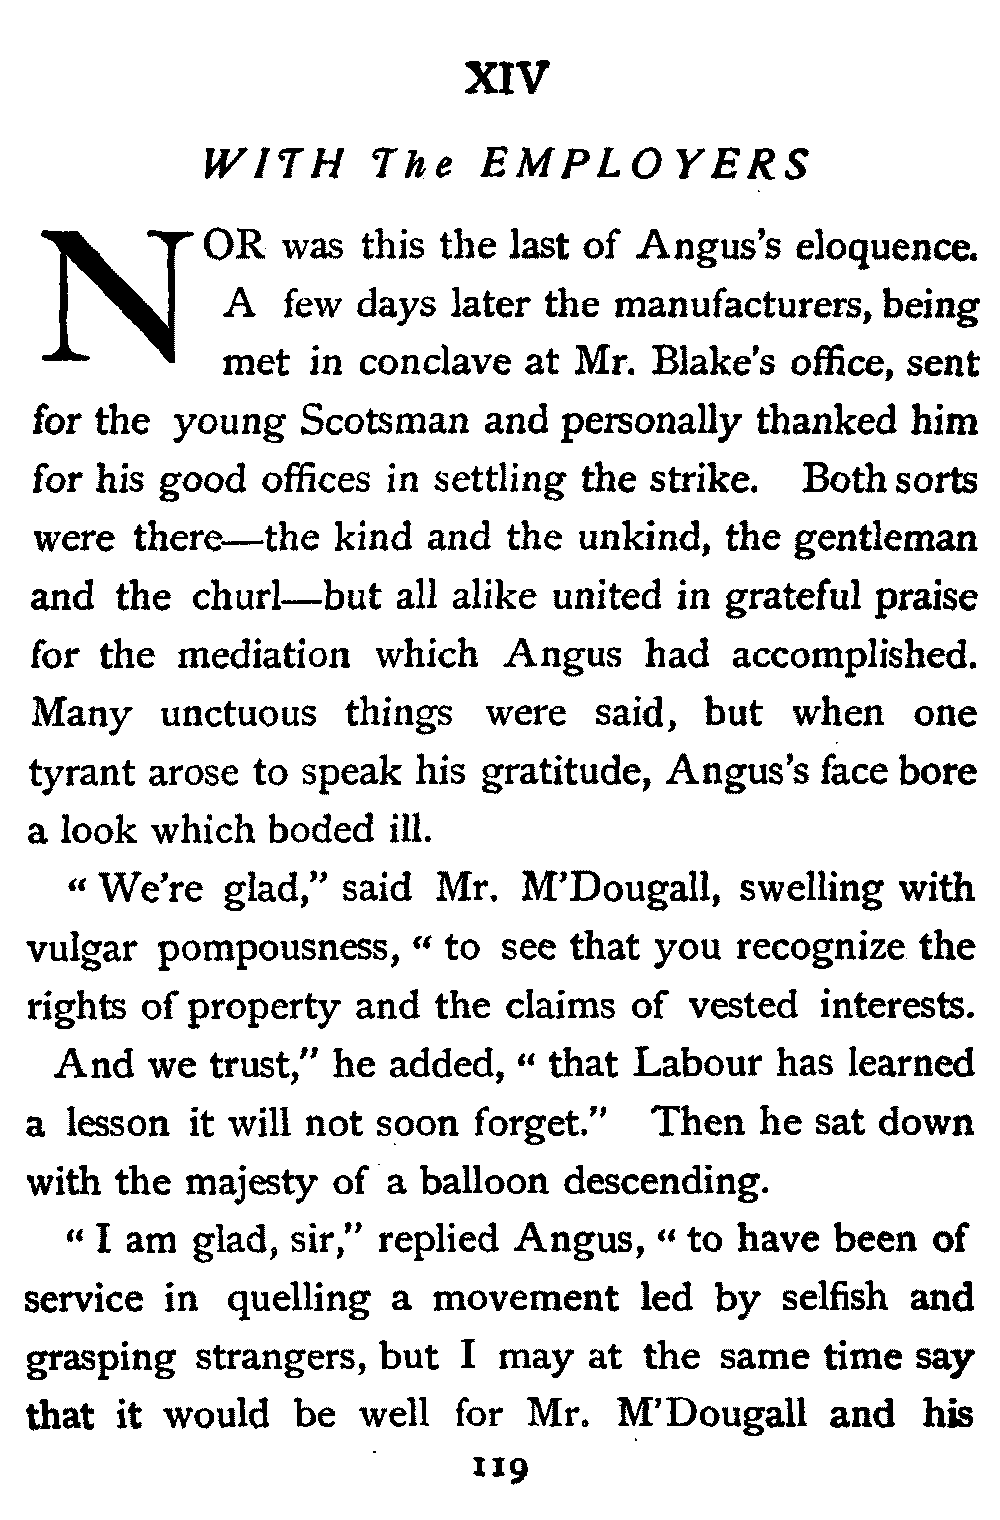 XIV
WITH The EMPLOYERS
NOR was this the last of Angus's eloquence.
A few days later the manufacturers, being
met in conclave at Mr. Blake's office, sent
for the young Scotsman and personally thanked him
for his good offices in settling the strike. Both sorts
were there—the kind and the unkind, the gentleman
and the churl—but all alike united in grateful praise
for the mediation which Angus had accomplished.
Many unctuous things were said, but when one
tyrant arose to speak his gratitude, Angus's face bore
a look which boded ill.
“ We're glad,” said Mr. M'Dougall, swelling with
vulgar pompousness, “ to see that you recognize the
rights of property and the claims of vested interests.
And we trust,” he added, “ that Labour has learned
a lesson it will not soon forget.” Then he sat down
with the majesty of a balloon descending.
“ I am glad, sir,” replied Angus, “ to have been of
service in quelling a movement led by selfish and
grasping strangers, but I may at the same time say
that it would be well for Mr. M'Dougall and his
119